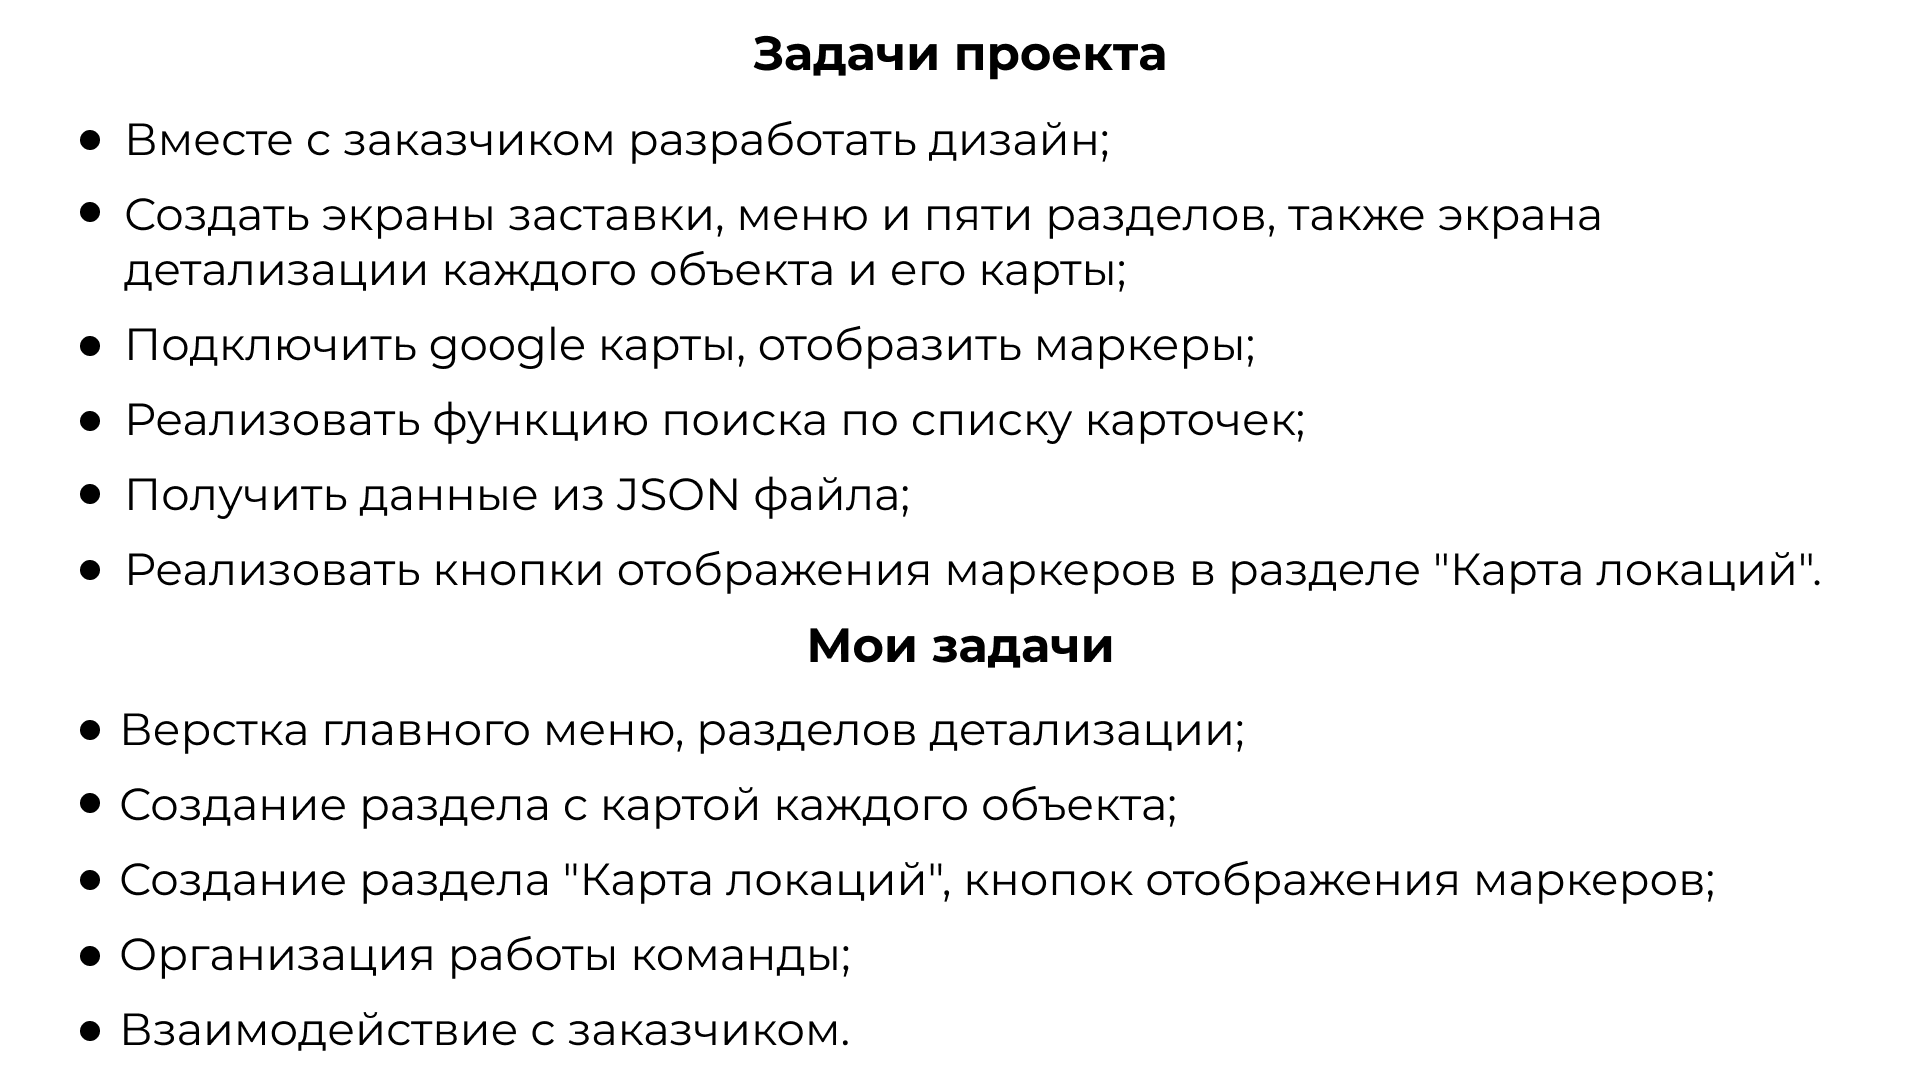 Задачи проекта
● Вместе с заказчиком разработать дизайн;
● Создать экраны заставки, меню и пяти разделов, также экрана
детализации каждого объекта и его карты;
● Подключить google карты, отобразить маркеры;
● Реализовать функцию поиска по списку карточек;
● Получить данные из JSON файла;
● Реализовать кнопки отображения маркеров в разделе "Карта локаций".
Мои задачи
● Верстка главного меню, разделов детализации;
● Создание раздела с картой каждого объекта;
● Создание раздела "Карта локаций", кнопок отображения маркеров;
● Организация работы команды;
● Взаимодействие с заказчиком.